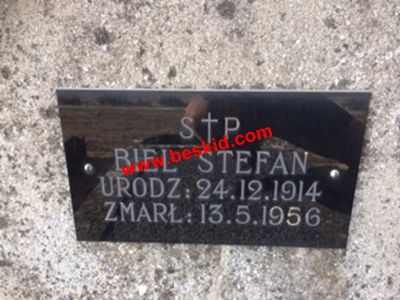 S†P
BIEL STEFAN
URODZ: 24.12.1914
ZMARŁ: 13.5.1956
www.beskid.com